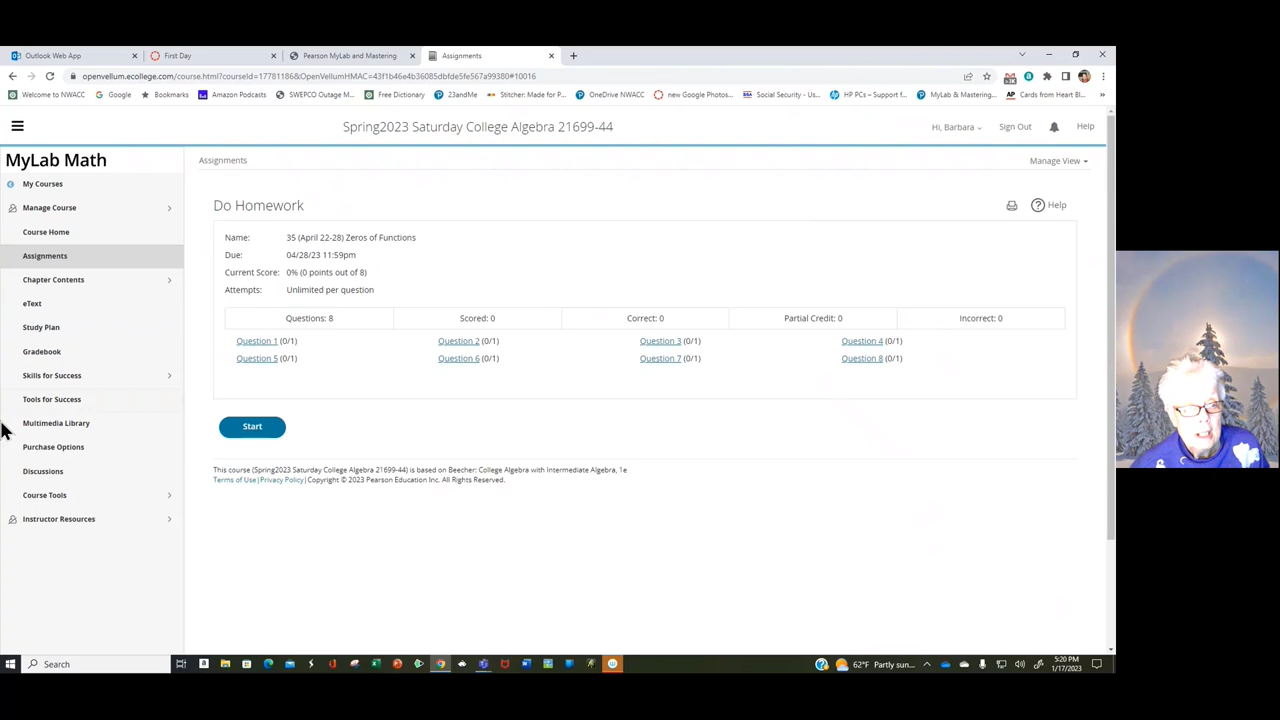 Outlook Web App
First Day
Pearson MyLab and Mastering
Assignments
openvellum.ecollege.com/course.html?courseId=17781186&OpenVellumHMAC=43f1b46e4b36085dbfde5fe567a99380#10016
Welcome to NWACC
Google
Bookmarks
Amazon Podcasts
SWEPCO Outage M...
Free Dictionary
23andMe
Stitcher: Made for P...
OneDrive NWACC
new Google Photos...
Social Security - Us...
HP PCs – Support f...
MyLab & Mastering...
Cards from Heart Bl...
Spring2023 Saturday College Algebra 21699-44
Hi, Barbara
Sign Out
Help
MyLab Math
My Courses
Manage Course
Course Home
Assignments
Chapter Contents
eText
Study Plan
Gradebook
Skills for Success
Tools for Success
Multimedia Library
Purchase Options
Discussions
Course Tools
Instructor Resources
Assignments
Manage View
Do Homework
Help
Name: 35 (April 22-28) Zeros of Functions
Due: 04/28/23 11:59pm
Current Score: 0% (0 points out of 8)
Attempts: Unlimited per question
Questions: 8 Scored: 0 Correct: 0 Partial Credit: 0 Incorrect: 0
Question 1 (0/1) Question 2 (0/1) Question 3 (0/1) Question 4 (0/1)
Question 5 (0/1) Question 6 (0/1) Question 7 (0/1) Question 8 (0/1)
Start
This course (Spring2023 Saturday College Algebra 21699-44) is based on Beecher: College Algebra with Intermediate Algebra, 1e
Terms of Use|Privacy Policy|Copyright © 2023 Pearson Education Inc. All Rights Reserved.
Search
62°F Partly sun...
5:20 PM
1/17/2023